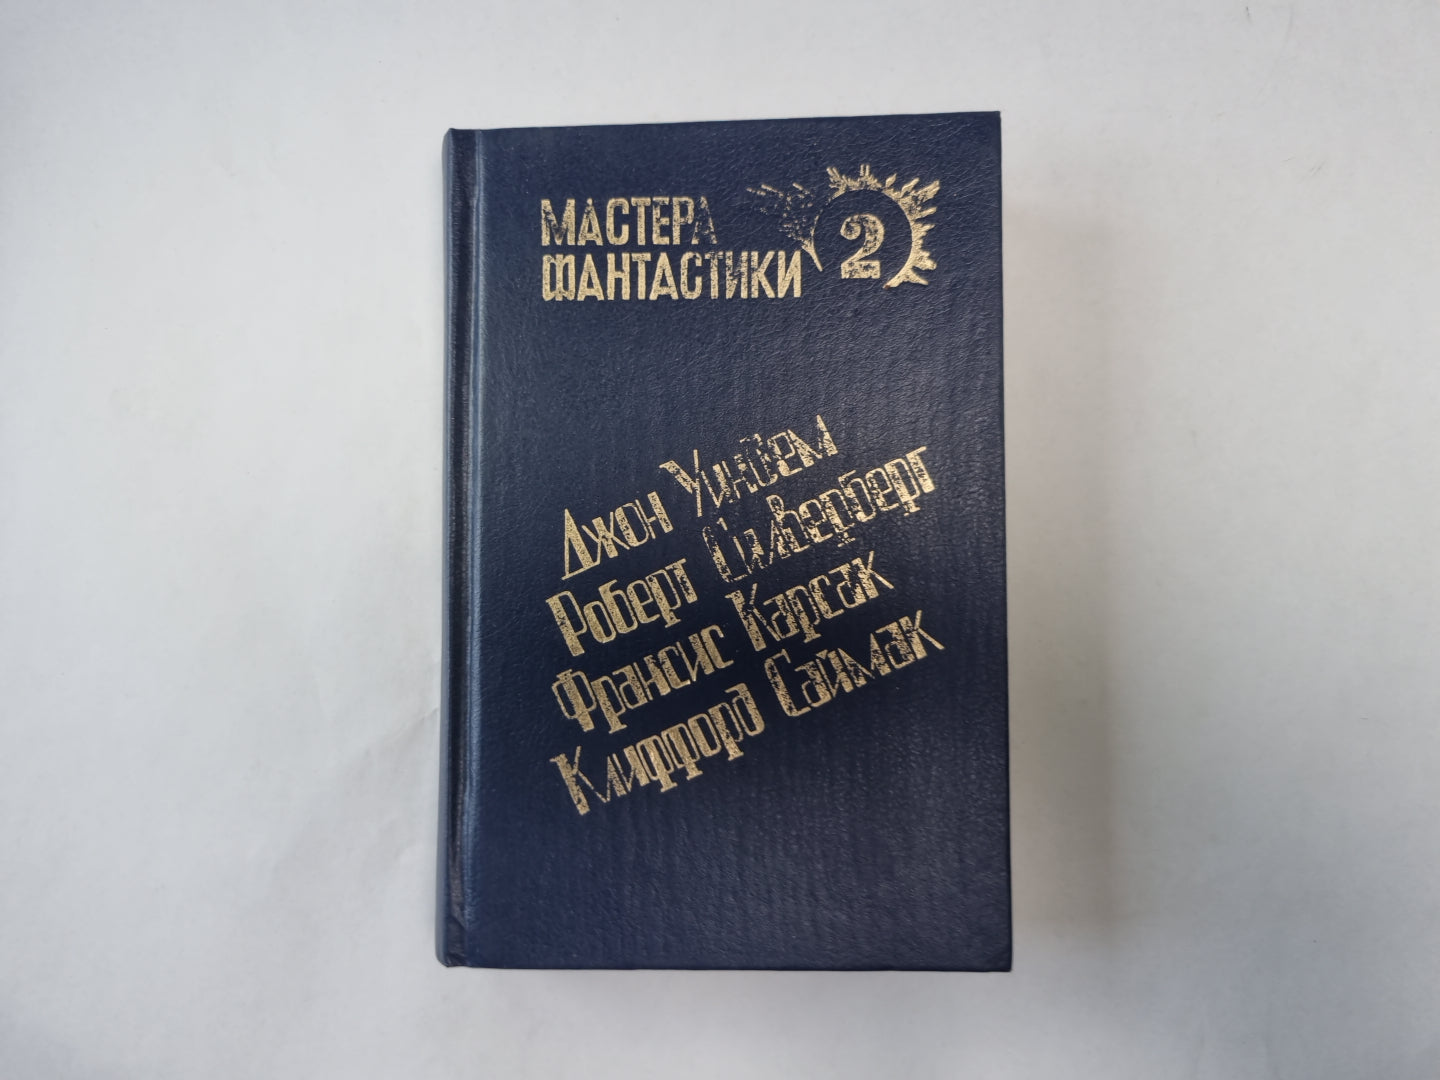 МАСТЕРА
ФАНТАСТИКИ
2
Джон Уиндем
Роберт Силверберг
Франсис Карсак
Клиффорд Саймак